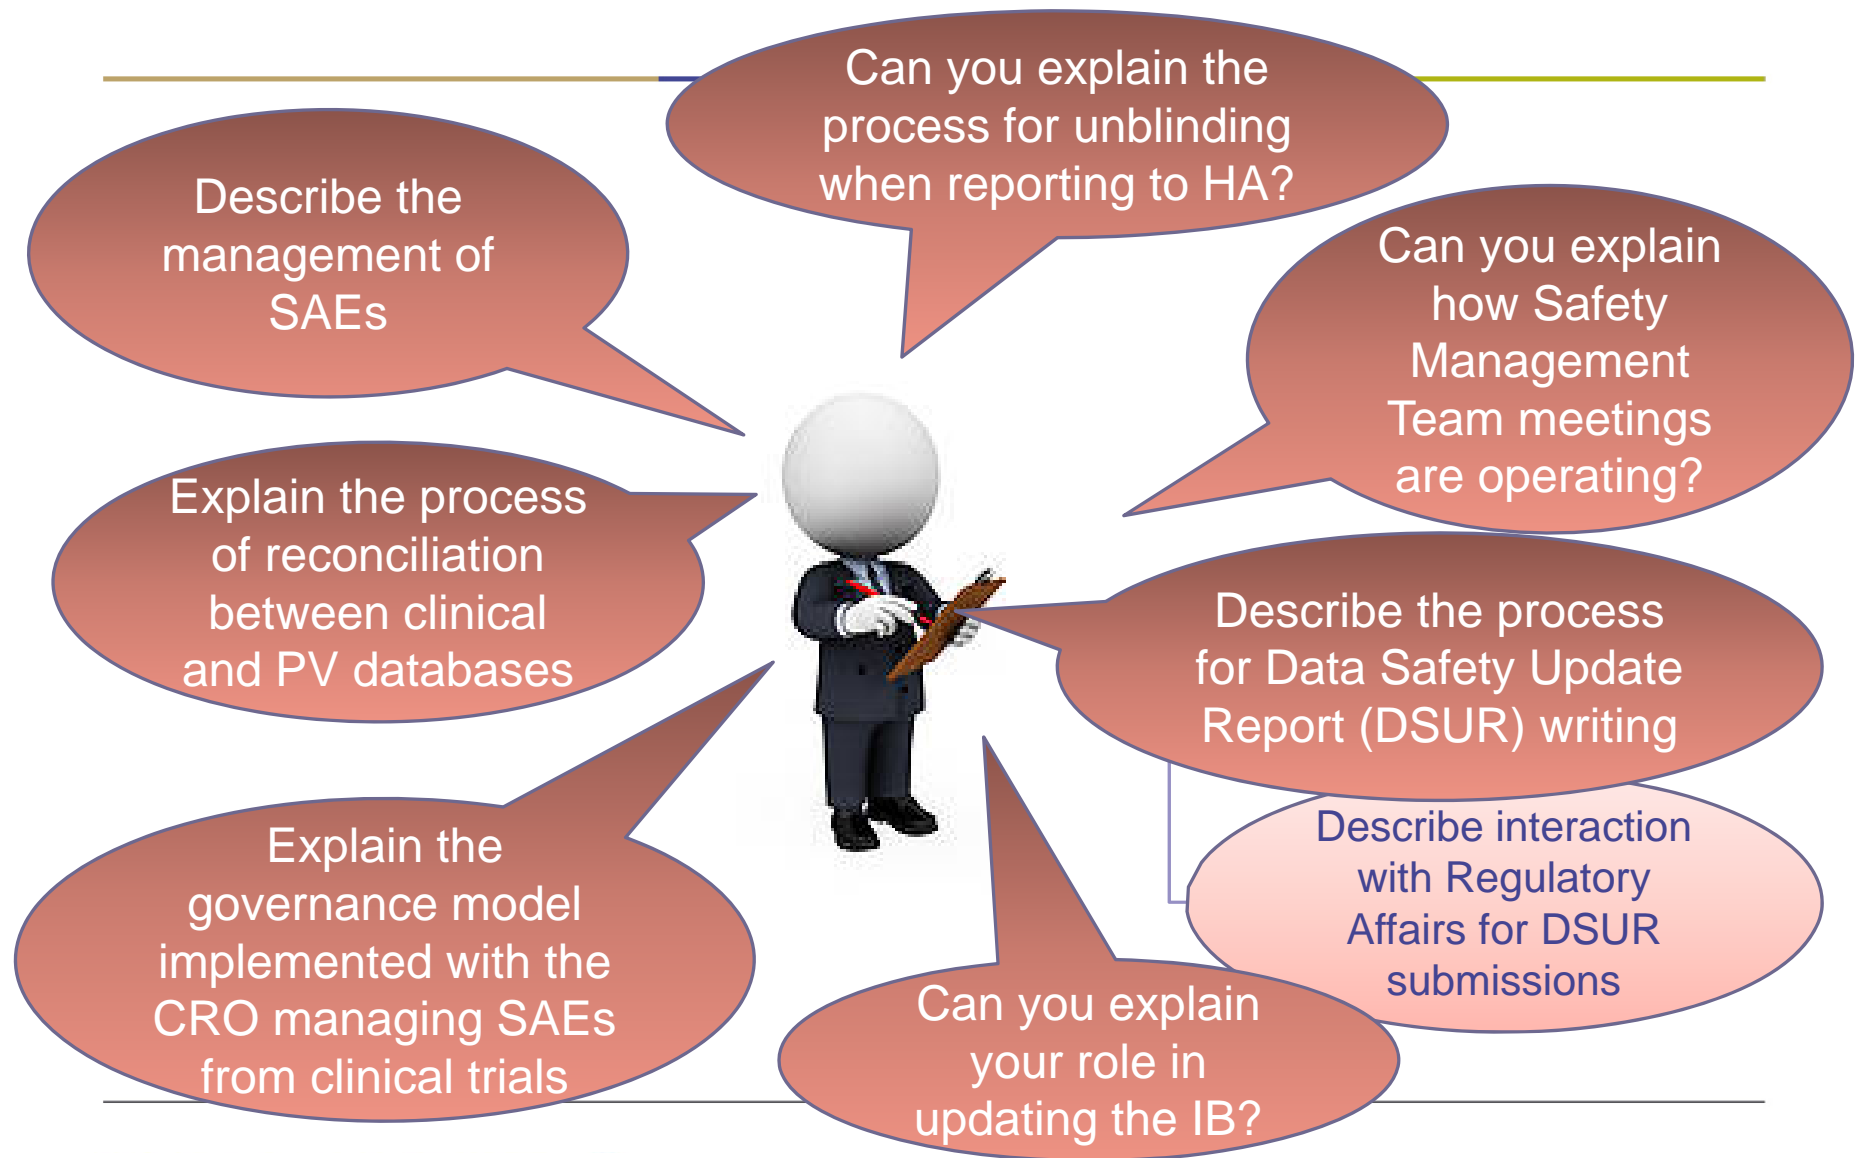 Can you explain the
process for unblinding
when reporting to HA?
Describe the
management of
SAEs
Can you explain
how Safety
Management
Team meetings
are operating?
Explain the process
of reconciliation
between clinical
and PV databases
Describe the process
for Data Safety Update
Report (DSUR) writing
Describe interaction
with Regulatory
Affairs for DSUR
submissions
Explain the
governance model
implemented with the
CRO managing SAEs
from clinical trials
Can you explain
your role in
updating the IB?